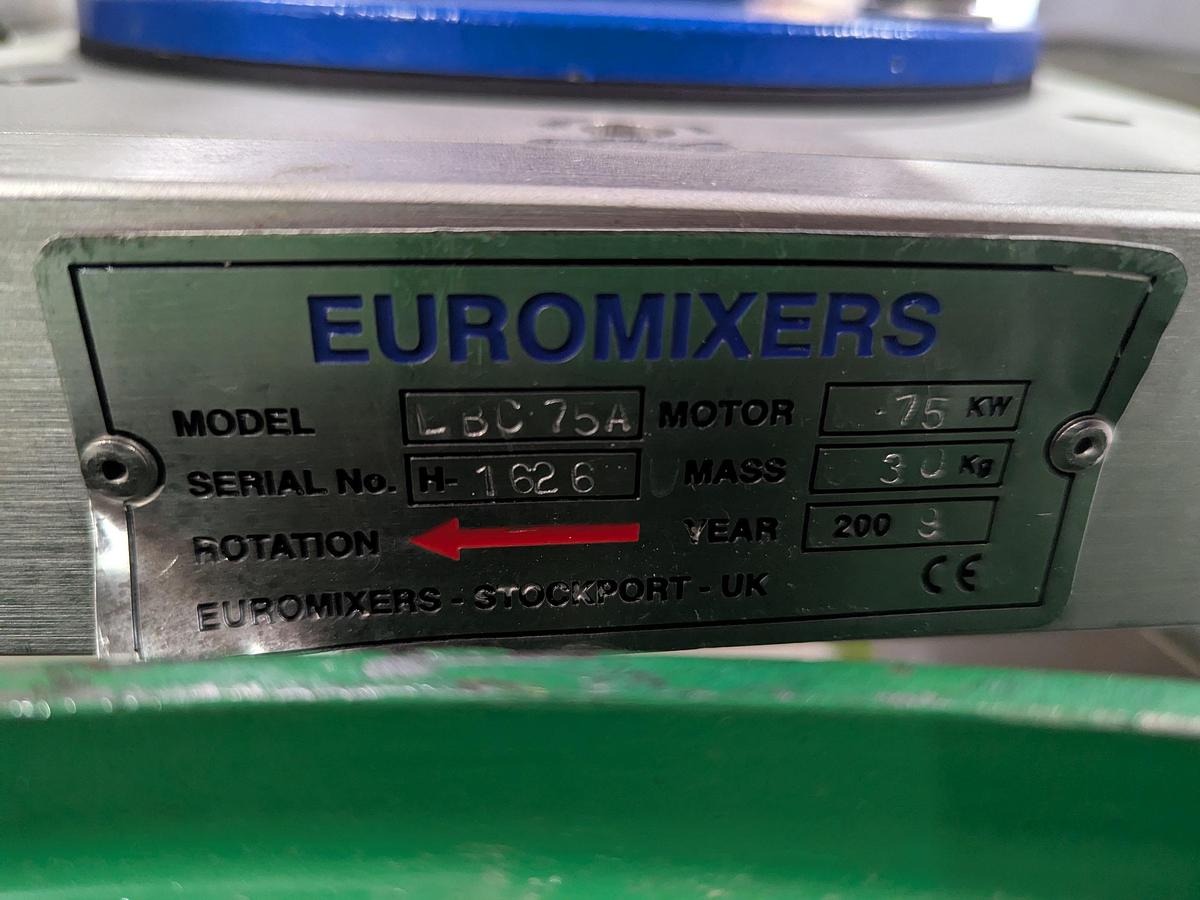 EUROMIXERS
MODEL LBC 75A MOTOR .75 KW
SERIAL No. H- 1626 MASS 30 Kg
ROTATION YEAR 200
EUROMIXERS - STOCKPORT - UK CE